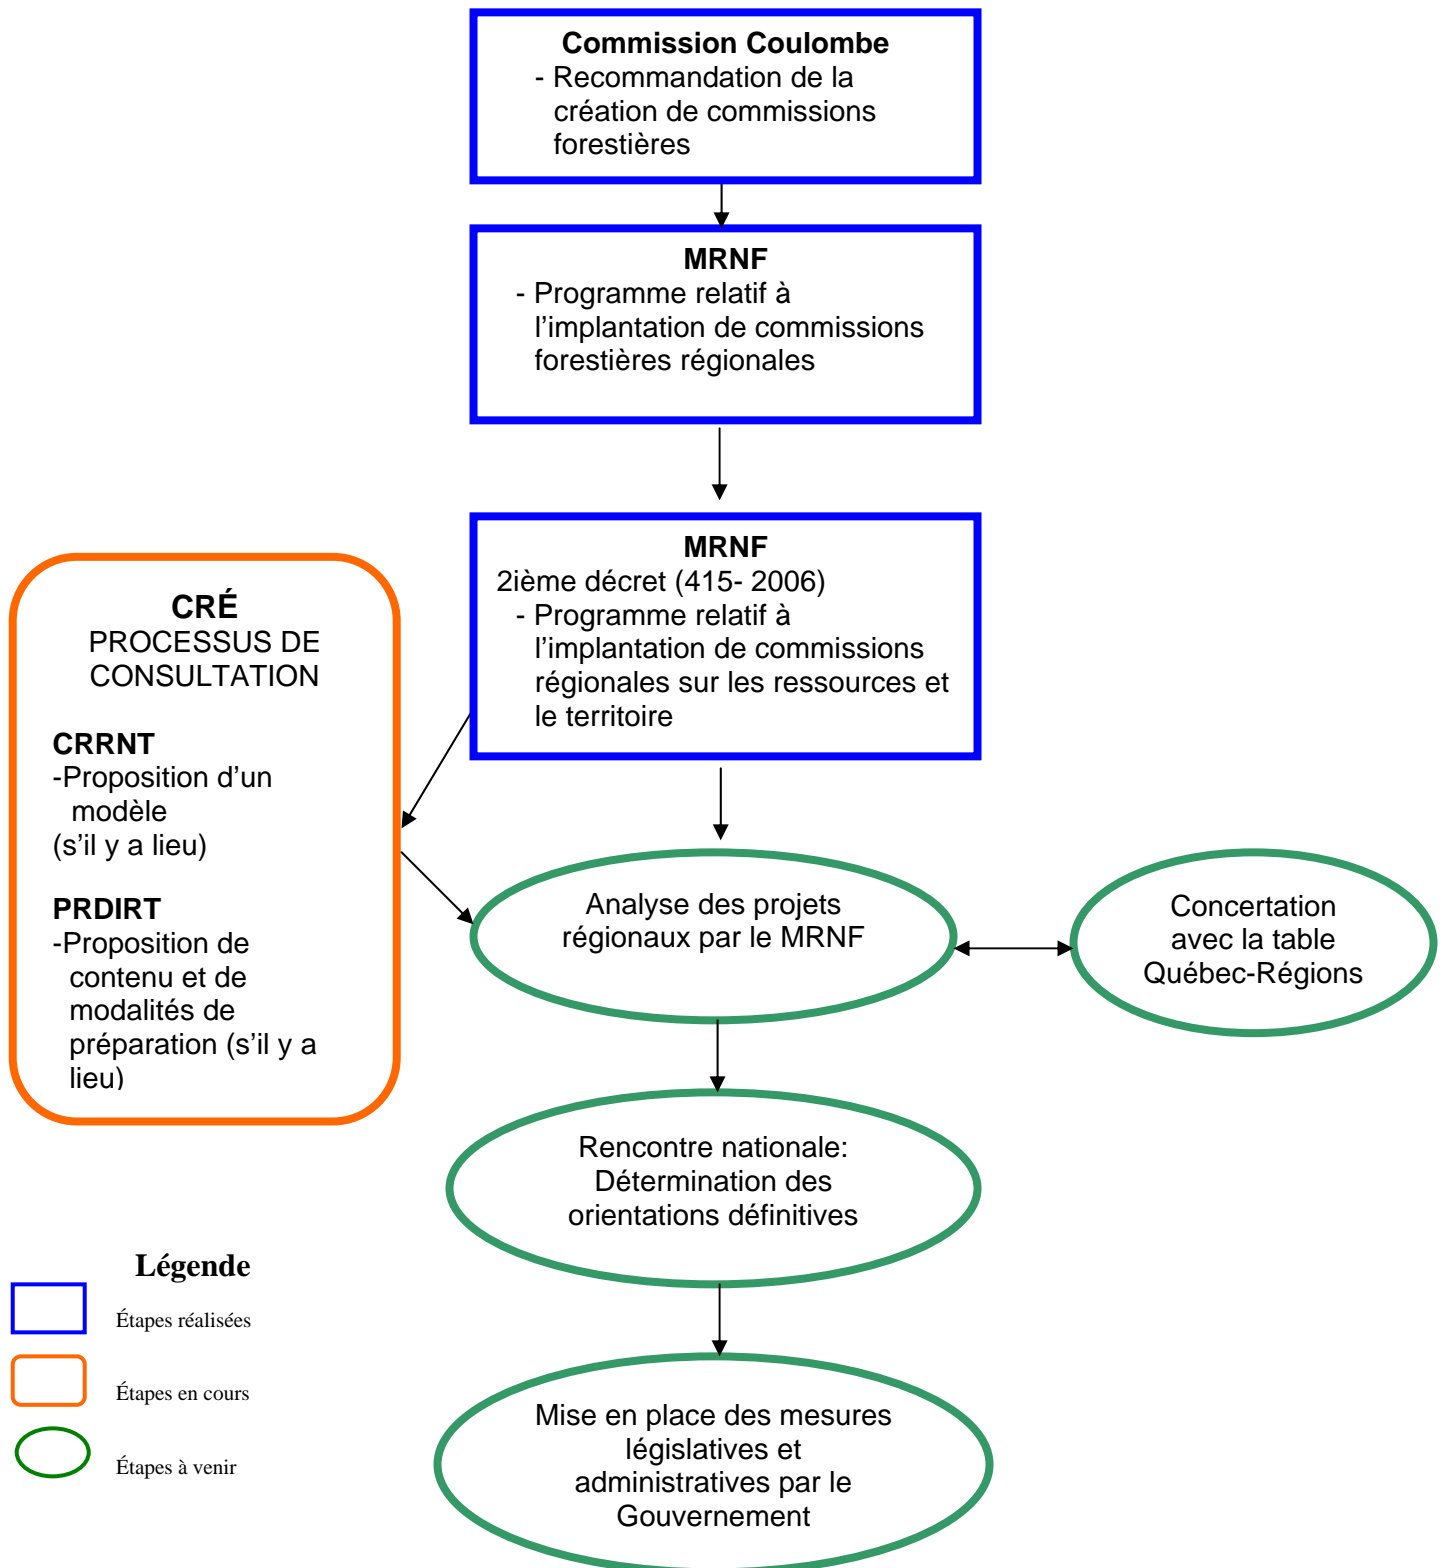 Commission Coulombe
- Recommandation de la
création de commissions
forestières
MRNF
- Programme relatif à
l’implantation de commissions
forestières régionales
MRNF
2ième décret (415- 2006)
- Programme relatif à
l’implantation de commissions
régionales sur les ressources et
le territoire
CRÉ
PROCESSUS DE
CONSULTATION
CRRNT
-Proposition d’un
modèle
(s’il y a lieu)
PRDIRT
-Proposition de
contenu et de
modalités de
préparation (s’il y a
lieu)
Analyse des projets
régionaux par le MRNF
Concertation
avec la table
Québec-Régions
Rencontre nationale:
Détermination des
orientations définitives
Mise en place des mesures
législatives et
administratives par le
Gouvernement
Légende
Étapes réalisées
Étapes en cours
Étapes à venir